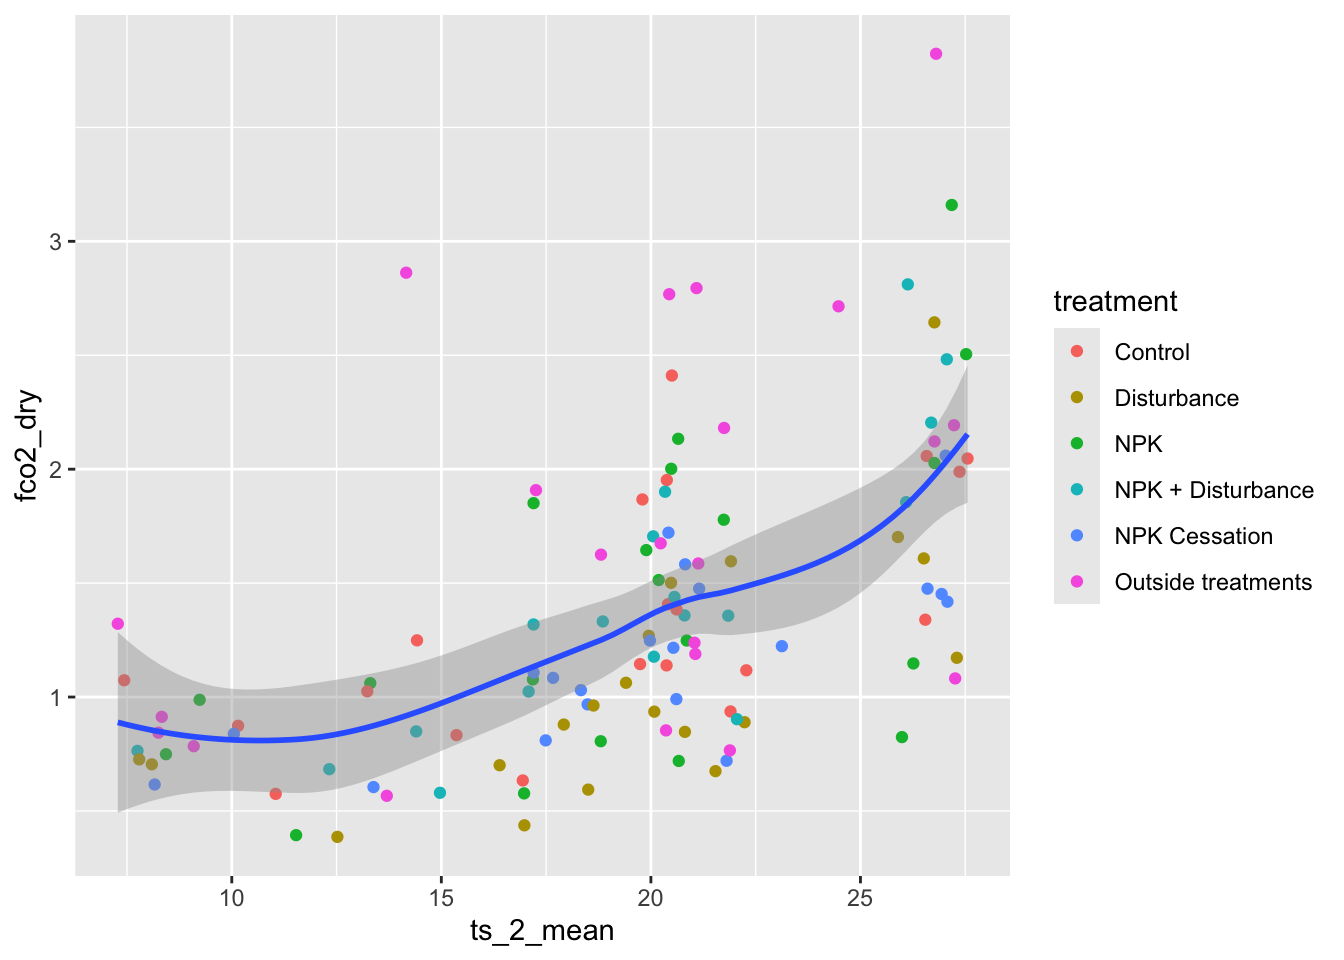 fco2_dry
3
2
1
10 15 20 25
ts_2_mean
treatment
Control
Disturbance
NPK
NPK + Disturbance
NPK Cessation
Outside treatments